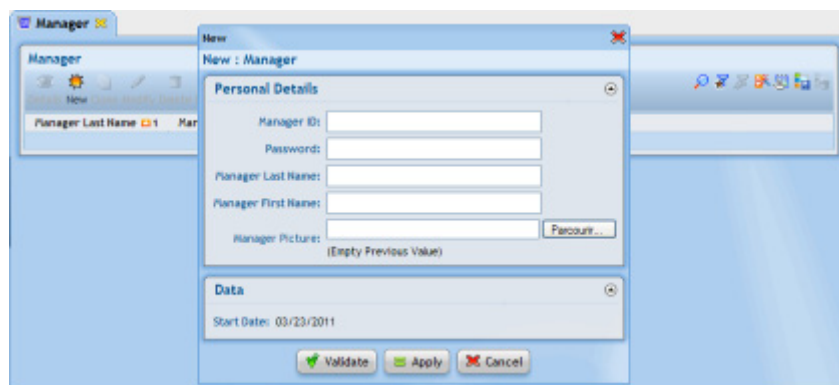 Manager
New
New : Manager
Manager
Personal Details
New
Manager ID:
Manager Last Name 1
Password:
Manager Last Name:
Manager First Name:
Manager Picture:
Parcourir...
(Empty Previous Value)
Data
Start Date: 03/23/2011
Validate
Apply
Cancel